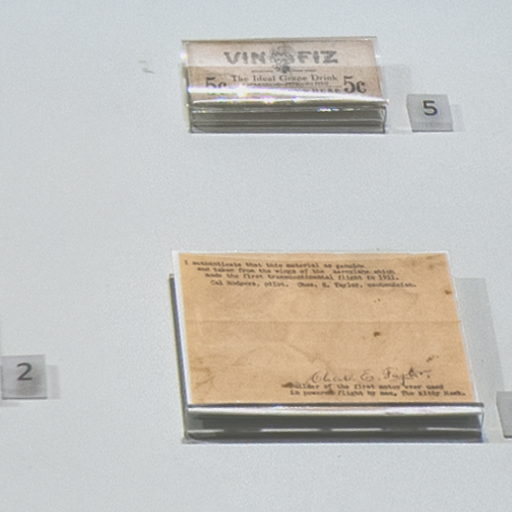 VIN FIZ
The Ideal Grape Drink
5c 5c
5
I authenticate that this material is genuine
and taken from the wings of the aeroplane which
made the first transcontinental flight in 1911.
Cal Rodgers, pilot. Chas. E. Taylor, mechanician.
2
Chas. E. Taylor
Builder of the first motor ever used
in powered flight by man, The Kitty Hawk.